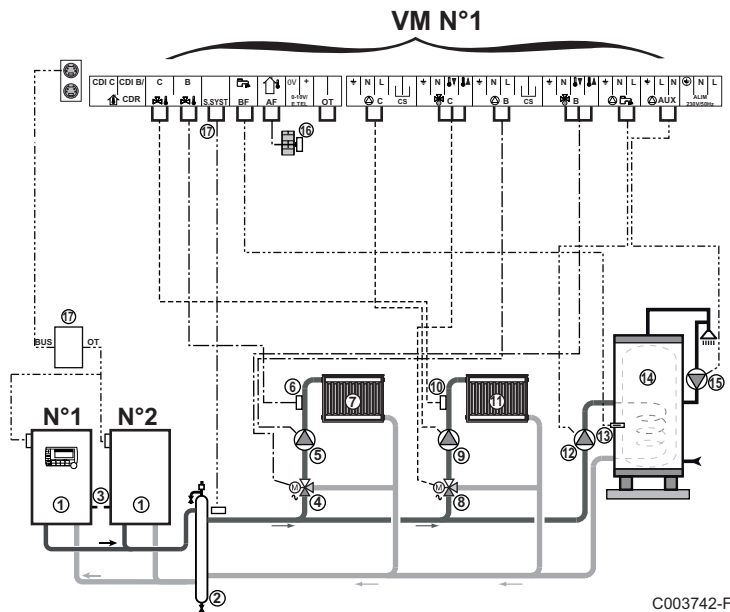 VM N°1
CDI C CDI B/ C B 0V + N L N N L N N L L N N L
CDR S.SYST BF AF 0-10V/ E.TEL OT C CS C B CS B AUX ALIM 230V/50Hz
17 16
17
BUS OT
N°1 N°2
6 7 10 11 14 15
13
1 3 1 5 9 12
M M
4 8
2
C003742-F